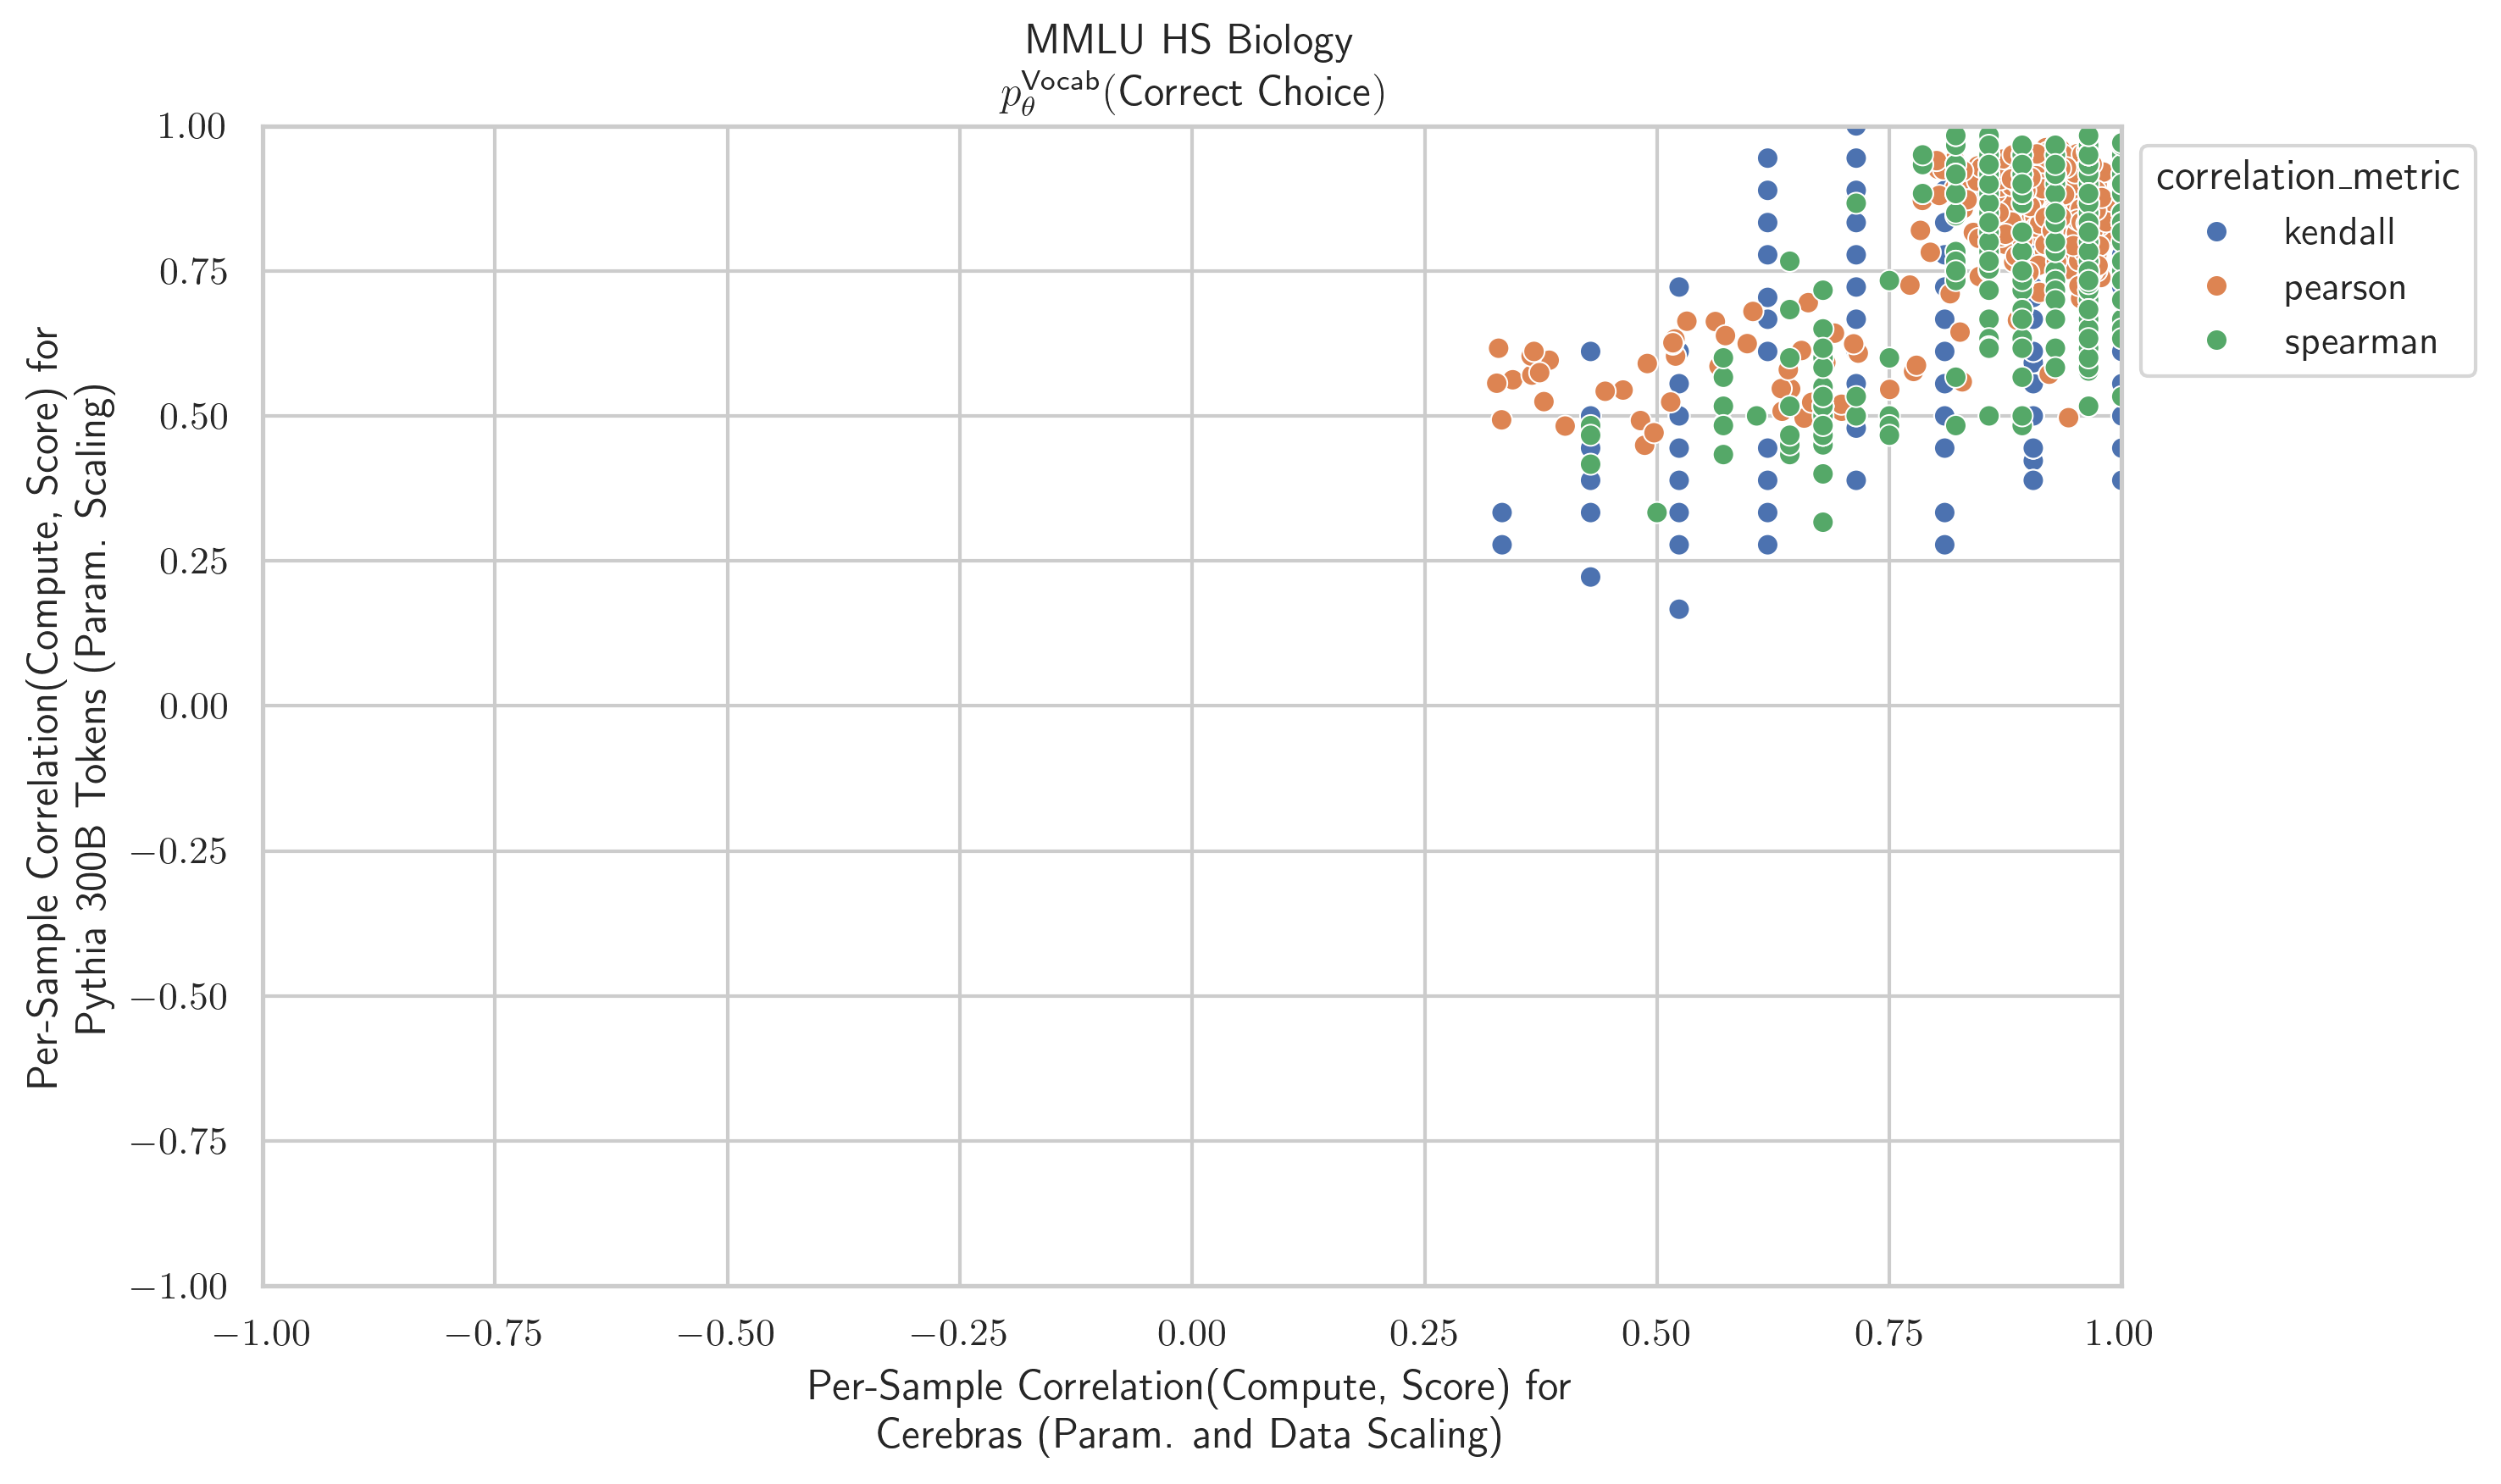 MMLU HS Biology
p_θ^Vocab(Correct Choice)
1.00
0.75
0.50
0.25
0.00
−0.25
−0.50
−0.75
−1.00
Per-Sample Correlation(Compute, Score) for
Pythia 300B Tokens (Param. Scaling)
−1.00
−0.75
−0.50
−0.25
0.00
0.25
0.50
0.75
1.00
Per-Sample Correlation(Compute, Score) for
Cerebras (Param. and Data Scaling)
correlation_metric
kendall
pearson
spearman